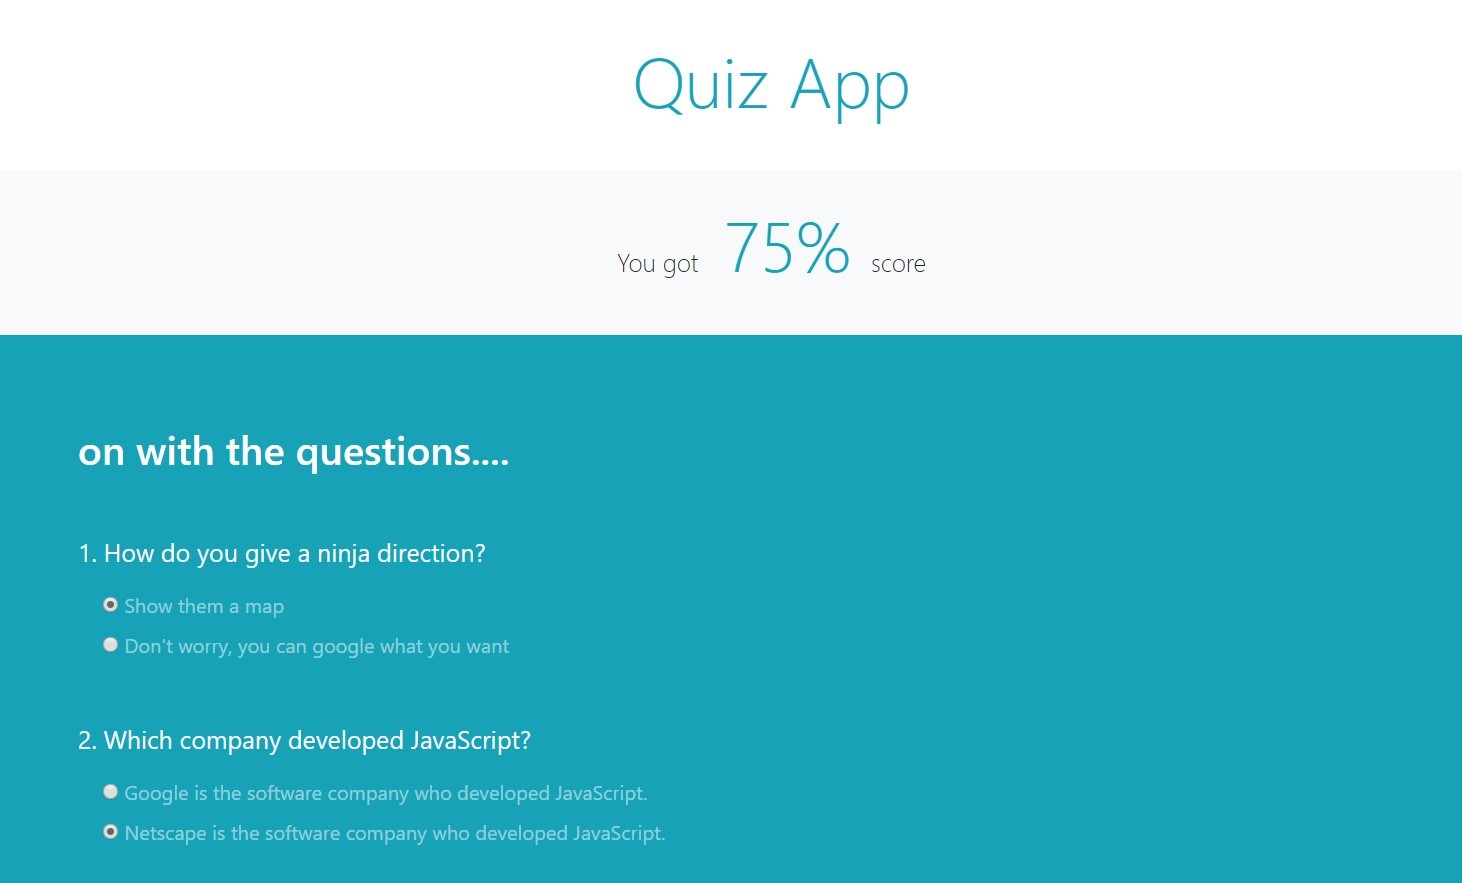 Quiz App
You got 75% score
on with the questions....
1. How do you give a ninja direction?
Show them a map
Don't worry, you can google what you want
2. Which company developed JavaScript?
Google is the software company who developed JavaScript.
Netscape is the software company who developed JavaScript.